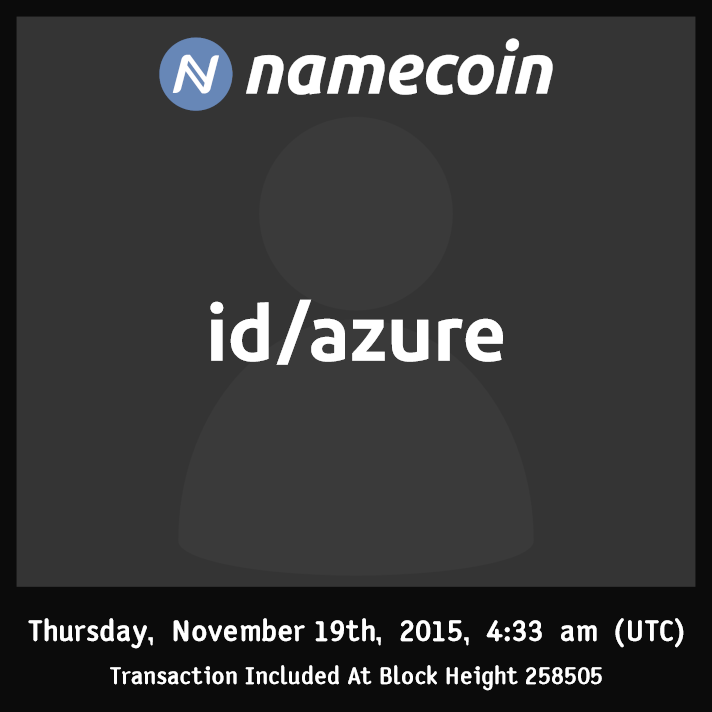 namecoin
id/azure
Thursday, November 19th, 2015, 4:33 am (UTC)
Transaction Included At Block Height 258505